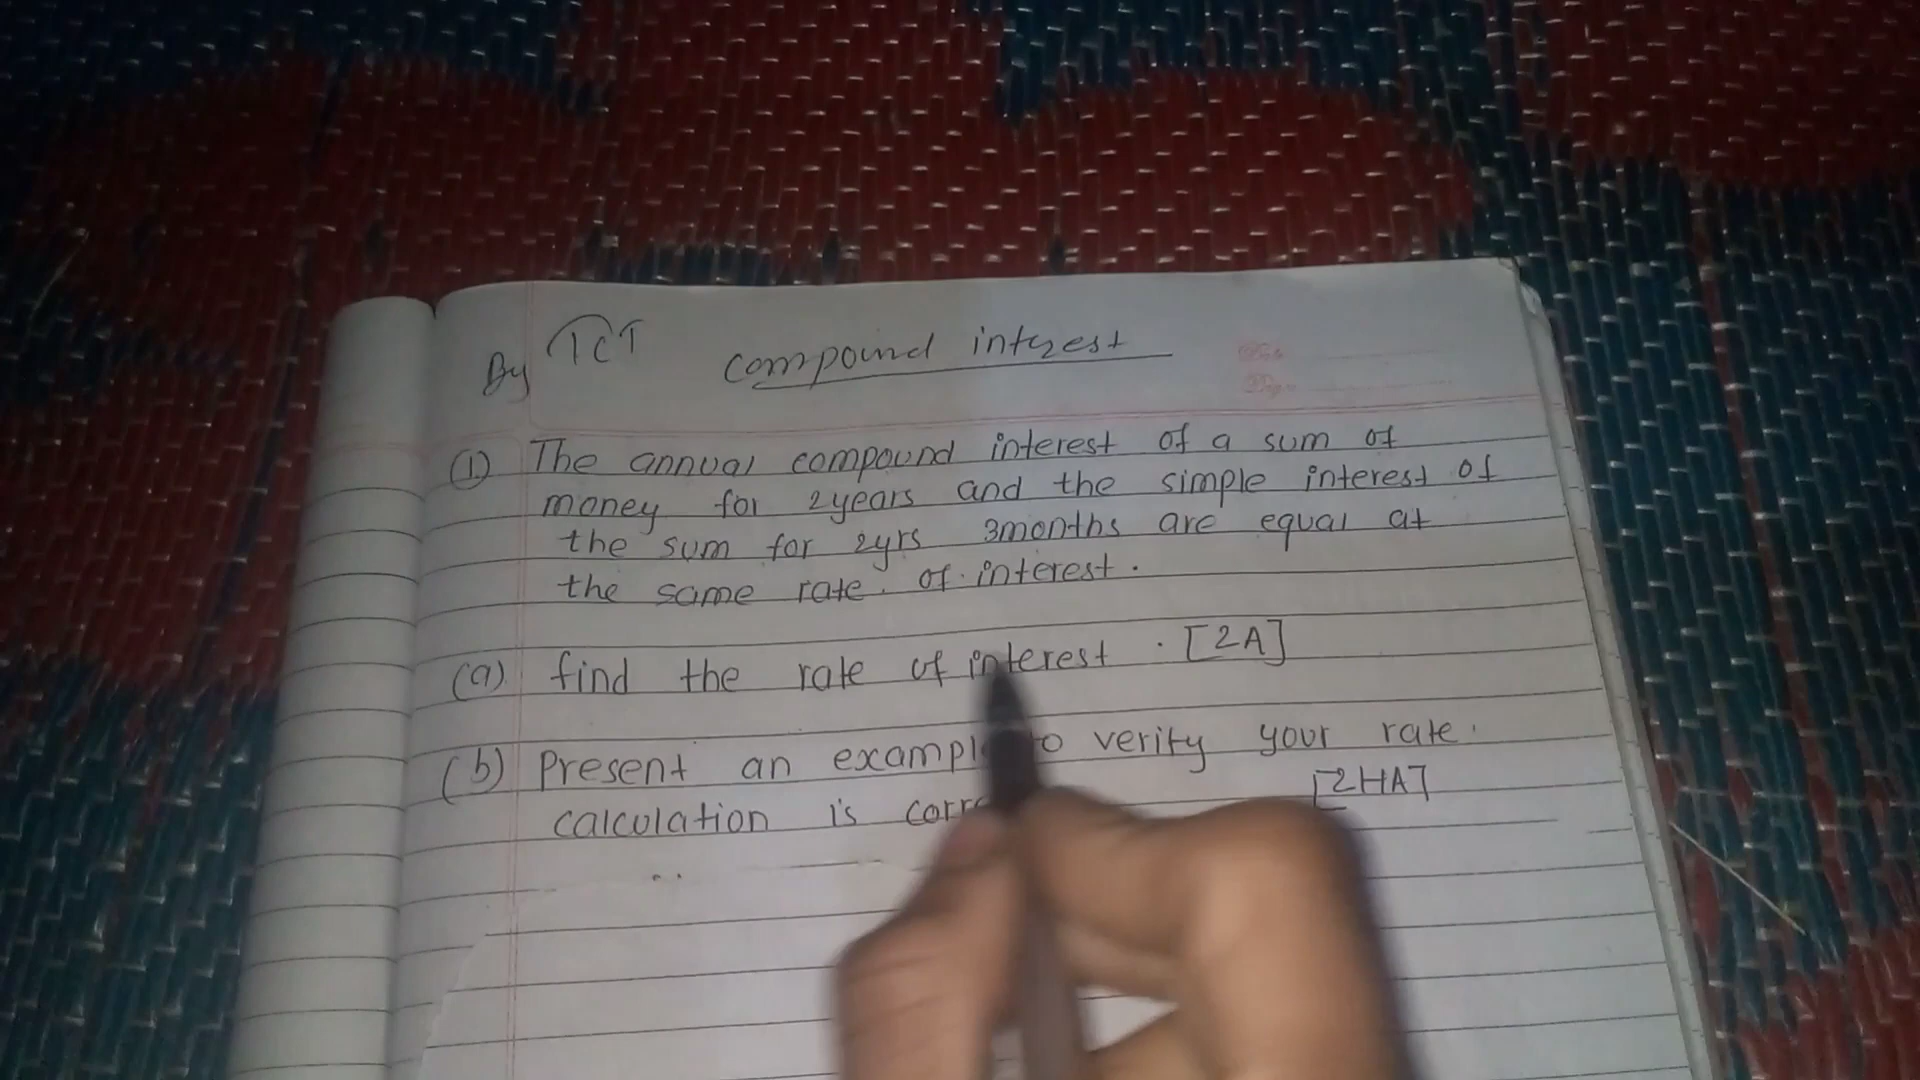 By TCT
compound interest
① The annual compound interest of a sum of
money for 2years and the simple interest of
the sum for 2yrs 3months are equal at
the same rate. of interest.
(a) find the rate of interest. [2A]
(b) Present an to verify your rate.
calculation is [2HA]